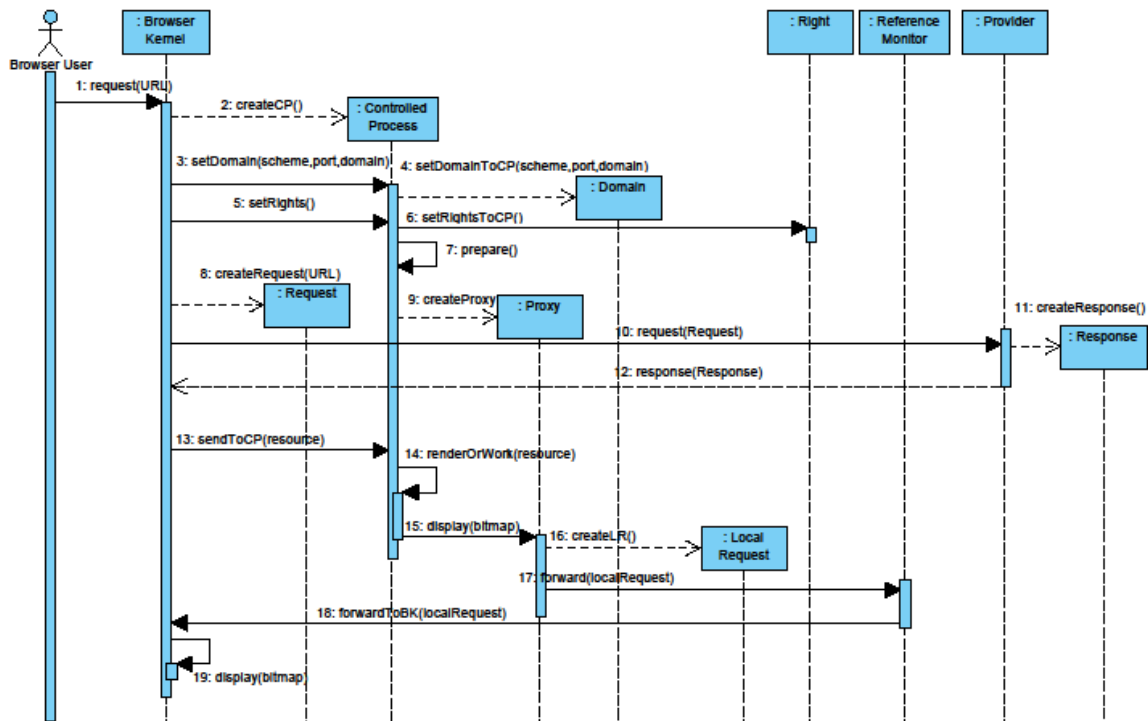 : Browser
Kernel
: Right
: Reference
Monitor
: Provider
Browser User
1: request(URL)
2: createCP()
: Controlled
Process
3: setDomain(scheme,port,domain)
4: setDomainToCP(scheme,port,domain)
: Domain
5: setRights()
6: setRightsToCP()
7: prepare()
8: createRequest(URL)
: Request
9: createProxy
: Proxy
10: request(Request)
11: createResponse()
: Response
12: response(Response)
13: sendToCP(resource)
14: renderOrWork(resource)
15: display(bitmap)
16: createLR()
: Local
Request
17: forward(localRequest)
18: forwardToBK(localRequest)
19: display(bitmap)